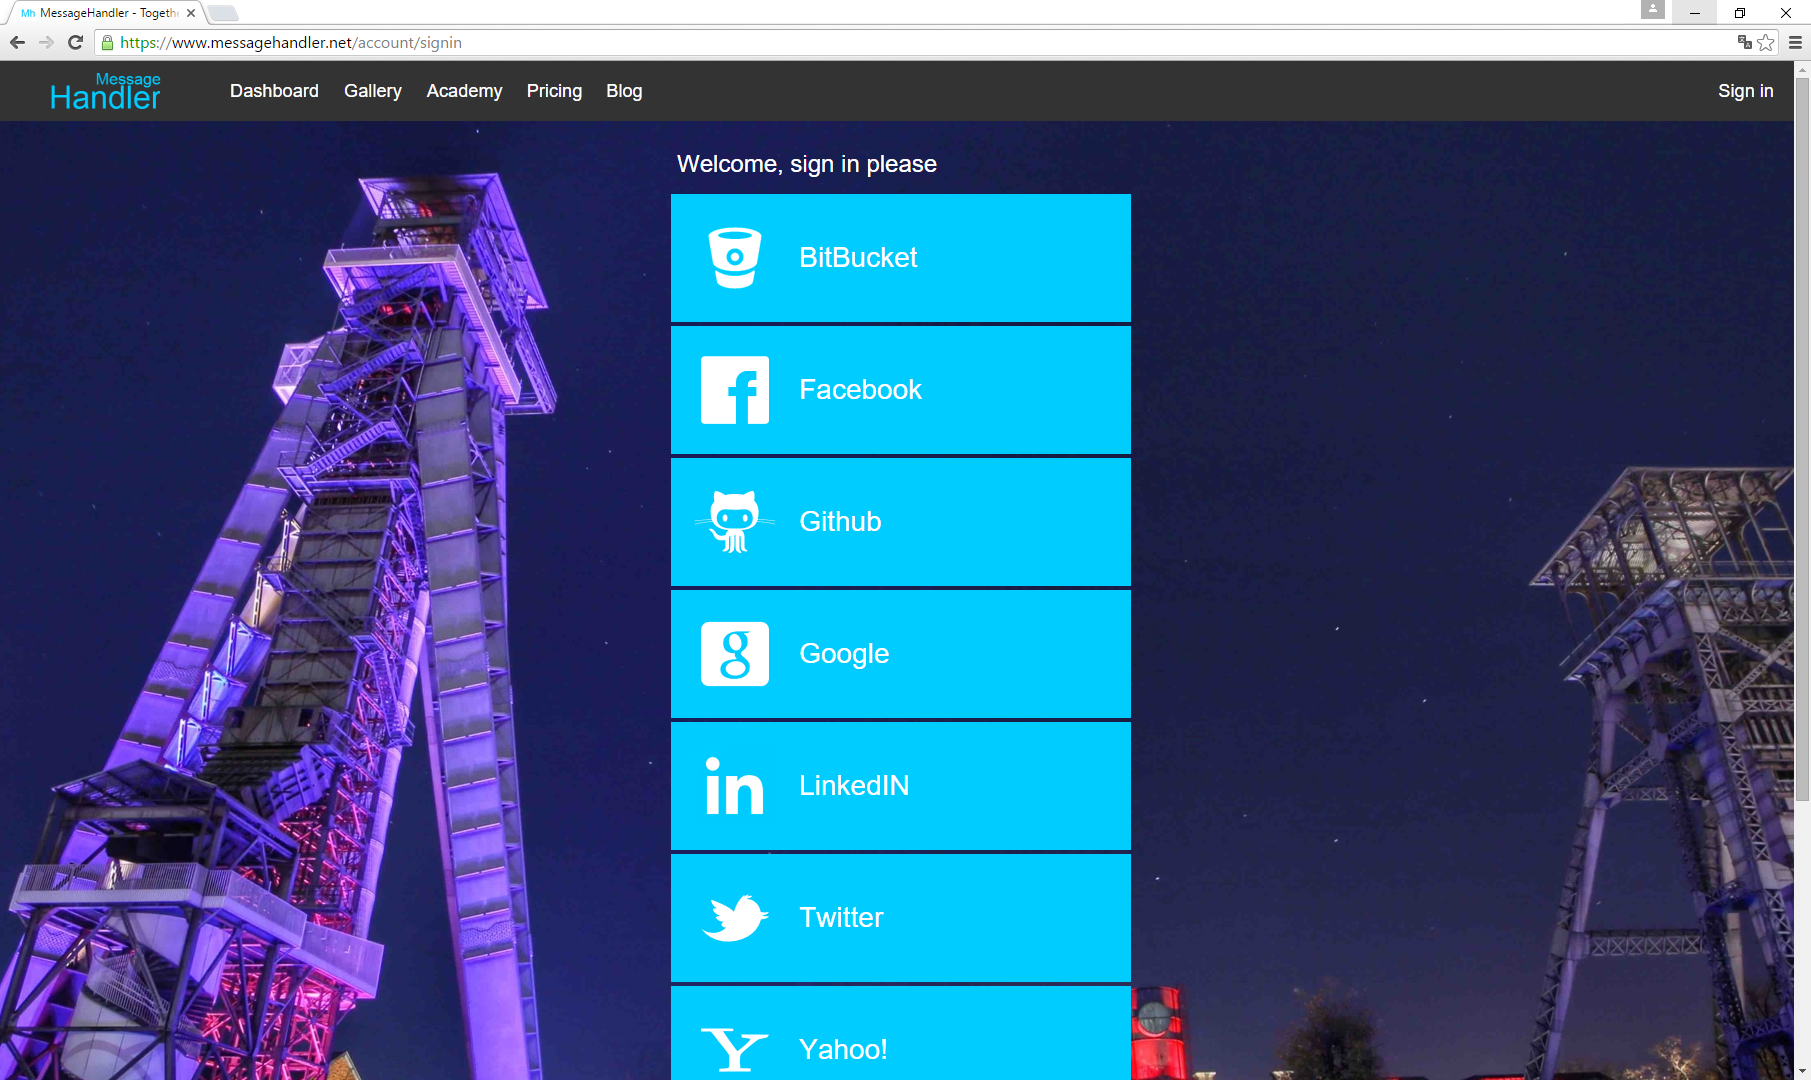 Mh MessageHandler - Togeth
https://www.messagehandler.net/account/signin
Message
Handler
Dashboard
Gallery
Academy
Pricing
Blog
Sign in
Welcome, sign in please
BitBucket
Facebook
Github
Google
LinkedIN
Twitter
Yahoo!